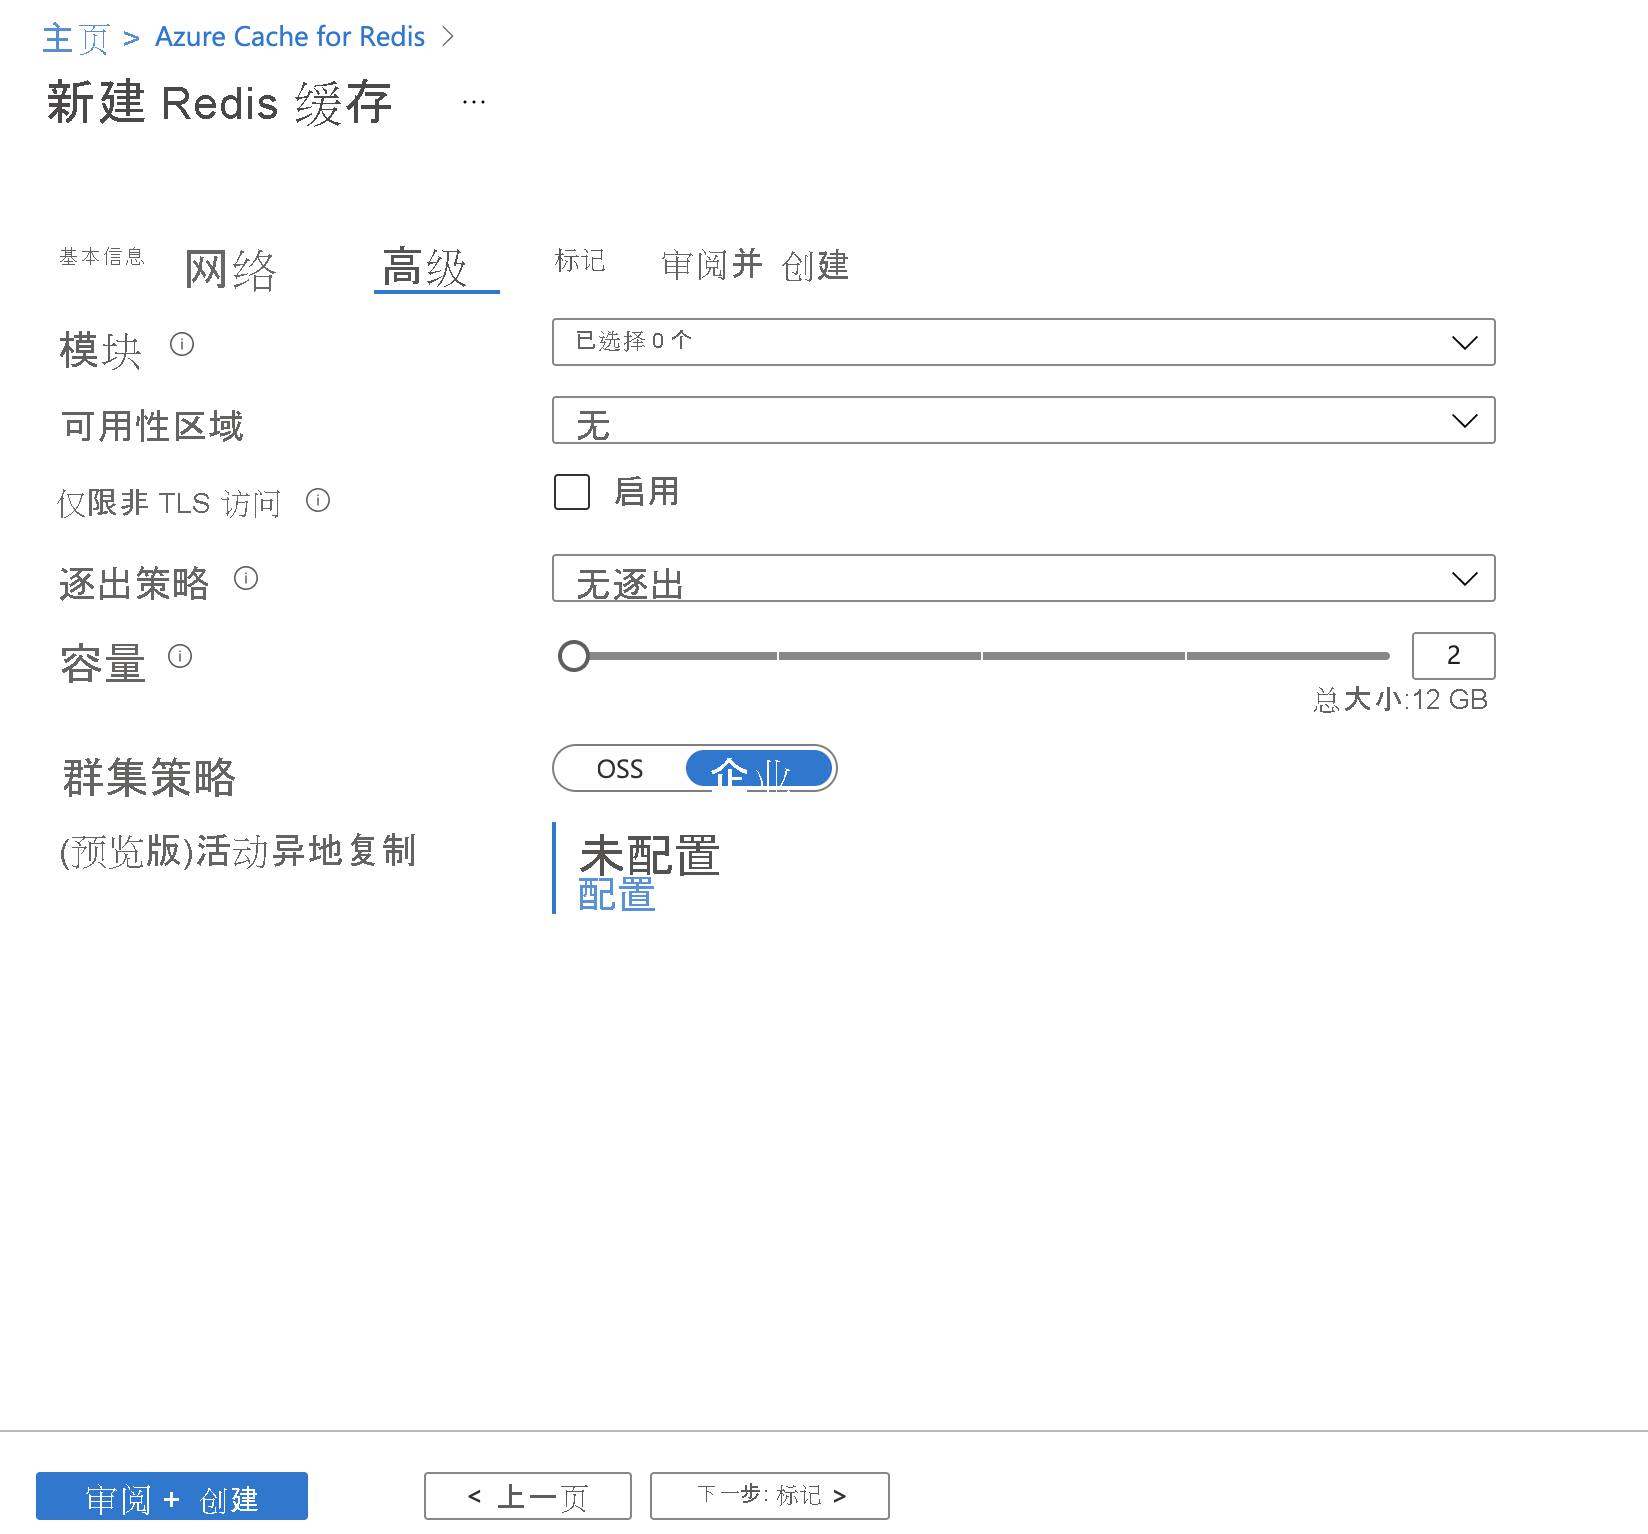 主页 > Azure Cache for Redis >
新建 Redis 缓存 ...
基本信息 网络 高级 标记 审阅并 创建
模块 已选择 0 个
可用性区域 无
仅限非 TLS 访问 启用
逐出策略 无逐出
容量 2
总大小:12 GB
群集策略 OSS 企业
(预览版)活动异地复制 未配置
配置
审阅 + 创建 < 上一页 下一步: 标记 >